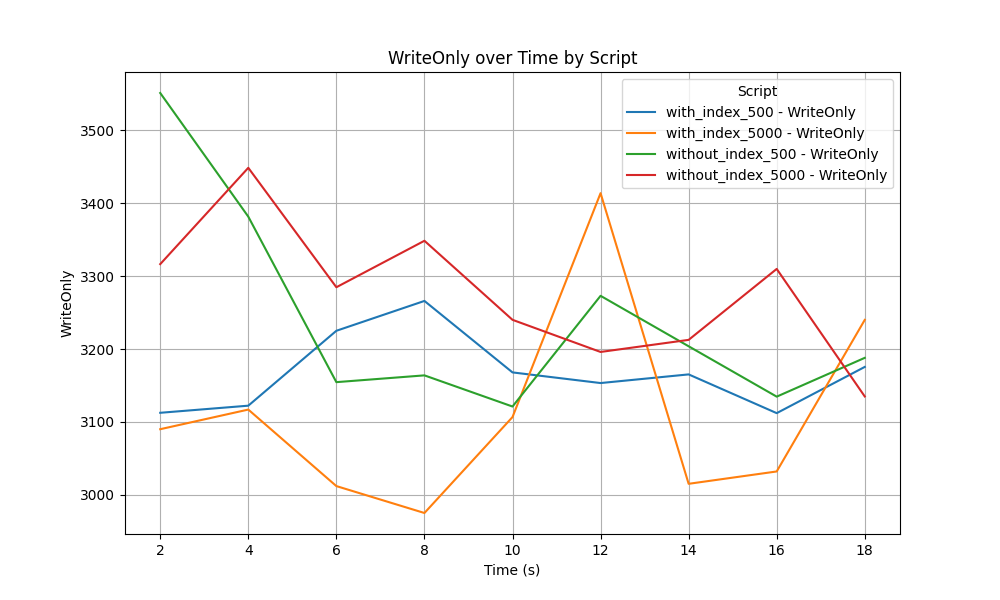 WriteOnly over Time by Script
Script
with_index_500 - WriteOnly
with_index_5000 - WriteOnly
without_index_500 - WriteOnly
without_index_5000 - WriteOnly
WriteOnly
3500
3400
3300
3200
3100
3000
2 4 6 8 10 12 14 16 18
Time (s)